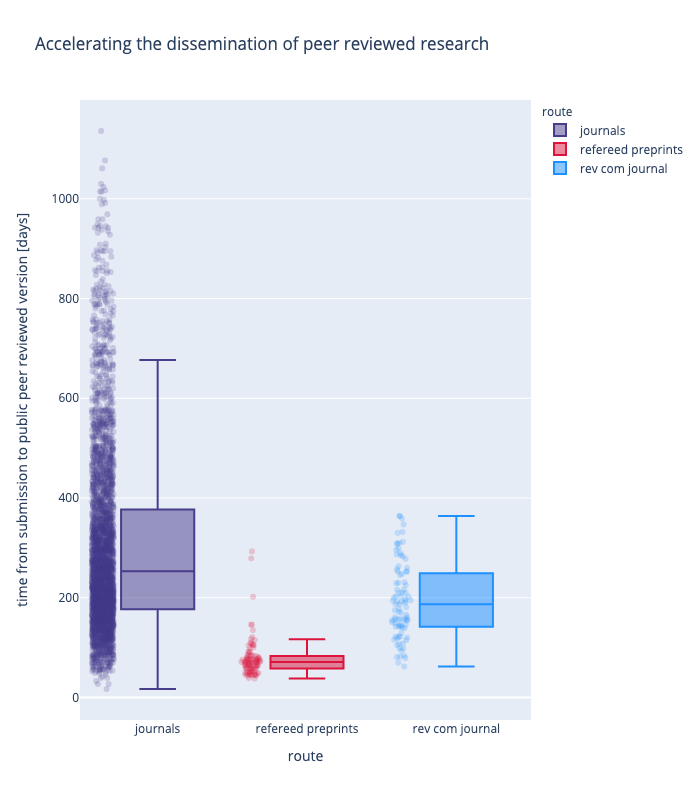 Accelerating the dissemination of peer reviewed research
route
journals
refereed preprints
rev com journal
time from submission to public peer reviewed version [days]
1000
800
600
400
200
0
journals
refereed preprints
rev com journal
route